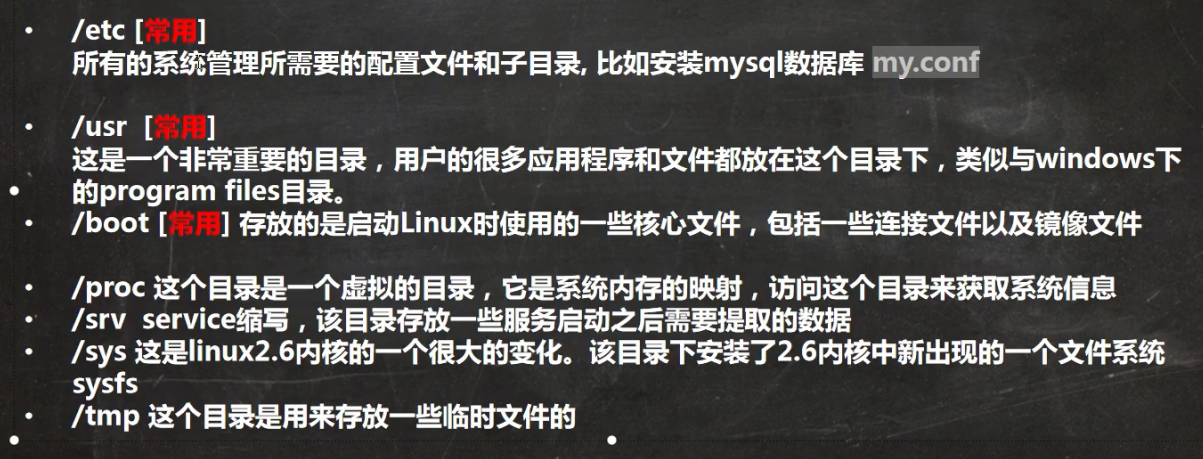 /etc [常用]
所有的系统管理所需要的配置文件和子目录, 比如安装mysql数据库 my.conf
/usr [常用]
这是一个非常重要的目录，用户的很多应用程序和文件都放在这个目录下，类似与windows下
的program files目录。
/boot [常用] 存放的是启动Linux时使用的一些核心文件，包括一些连接文件以及镜像文件
/proc 这个目录是一个虚拟的目录，它是系统内存的映射，访问这个目录来获取系统信息
/srv service缩写，该目录存放一些服务启动之后需要提取的数据
/sys 这是linux2.6内核的一个很大的变化。该目录下安装了2.6内核中新出现的一个文件系统
sysfs
/tmp 这个目录是用来存放一些临时文件的